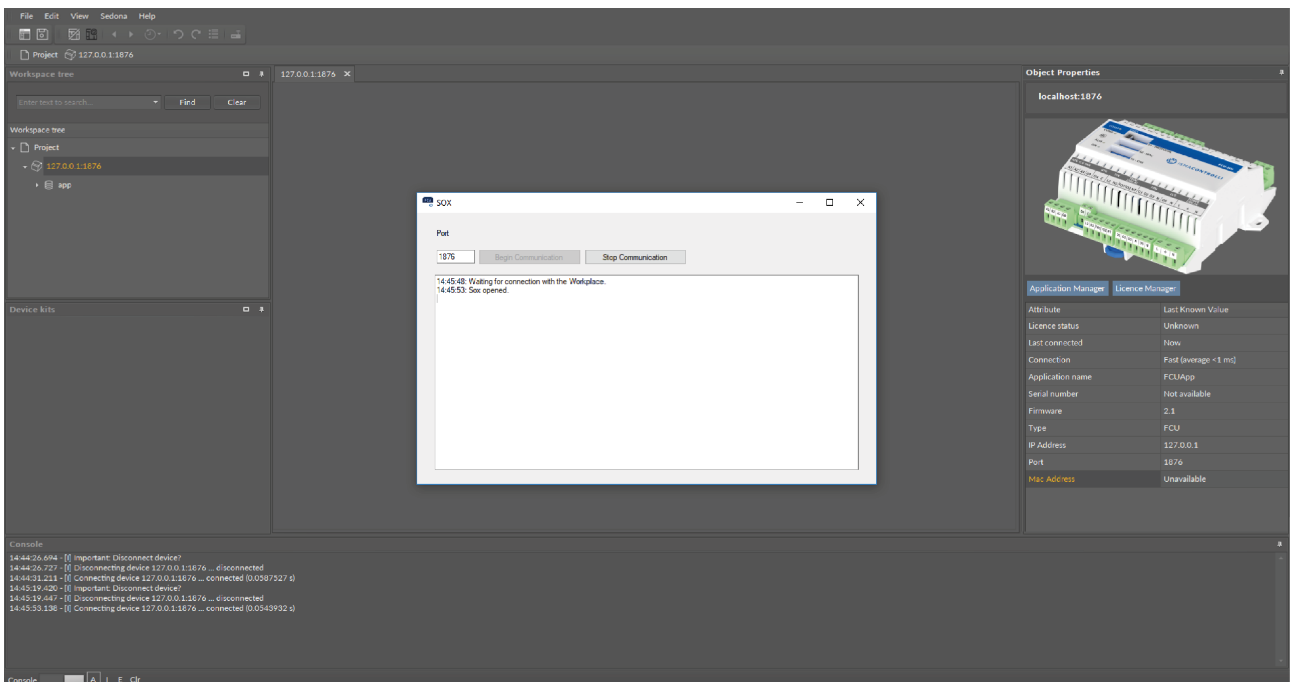 File Edit View Sedona Help
Project 127.0.0.1:1876
Workspace tree
127.0.0.1:1876
Object Properties
Enter text to search... Find Clear
localhost:1876
Workspace tree
Project
127.0.0.1:1876
app
SOX
Port
1876 Begin Communication Stop Communication
14:45:48: Waiting for connection with the Workplace.
14:45:53: Sox opened.
Application Manager Licence Manager
Device kits
Attribute Last Known Value
Licence status Unknown
Last connected Now
Connection Fast (average <1 ms)
Application name FCUApp
Serial number Not available
Firmware 2.1
Type FCU
IP Address 127.0.0.1
Port 1876
Mac Address Unavailable
Console
14:44:26.694 - [I] Important: Disconnect device?
14:44:26.727 - [I] Disconnecting device 127.0.0.1:1876 ... disconnected
14:44:31.211 - [I] Connecting device 127.0.0.1:1876 ... connected (0.0587527 s)
14:45:19.420 - [I] Important: Disconnect device?
14:45:19.447 - [I] Disconnecting device 127.0.0.1:1876 ... disconnected
14:45:53.138 - [I] Connecting device 127.0.0.1:1876 ... connected (0.0543932 s)
Console A I E Clr